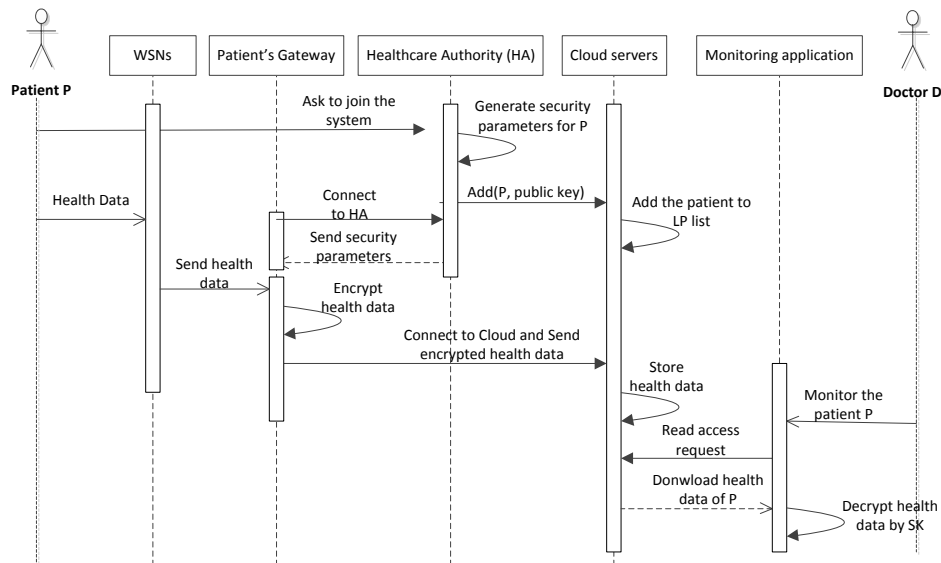 WSNs
Patient's Gateway
Healthcare Authority (HA)
Cloud servers
Monitoring application
Patient P
Doctor D
Ask to join the
system
Generate security
parameters for P
Health Data
Connect
to HA
Add(P, public key)
Add the patient to
LP list
Send security
parameters
Send health
data
Encrypt
health data
Connect to Cloud and Send
encrypted health data
Store
health data
Monitor the
patient P
Read access
request
Donwload health
data of P
Decrypt health
data by SK